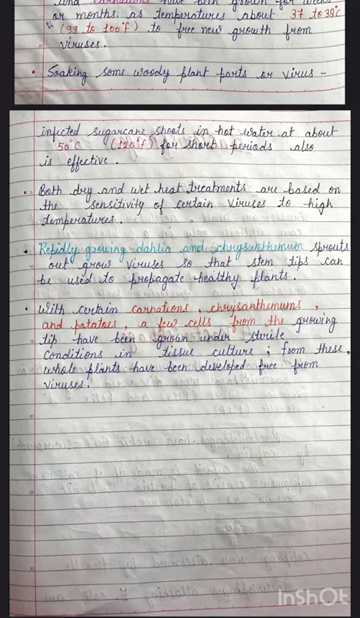 and carnations have been grown for weeks
or months at temperatures about 37 to 38°C
(99 to 100°F) to free new growth from
viruses.
• Soaking some woody plant parts or virus -
infected sugarcane shoots in hot water at about
50°C (120°F) for short periods also
is effective.
• Both dry and wet heat treatments are based on
the sensitivity of certain viruses to high
temperatures.
• Rapidly growing dahlia and chrysanthemum sprouts
out grow viruses so that stem tips can
be used to propagate healthy plants.
• With certain carnations, chrysanthemums,
and potatoes, a few cells from the growing
tip have been grown under sterile
conditions in tissue culture; from these,
whole plants have been developed free from
viruses.
InShOt